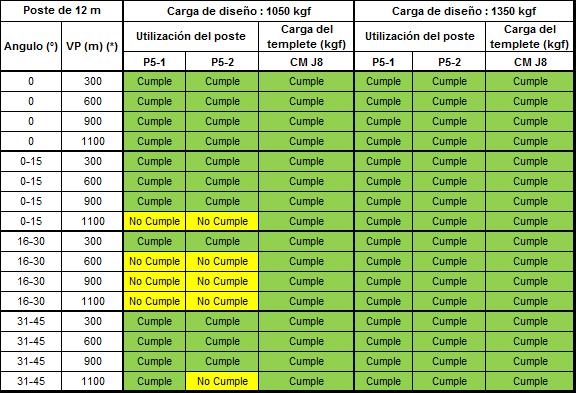 Poste de 12 m Carga de diseño : 1050 kgf Carga de diseño : 1350 kgf
Angulo (°) VP (m) (*) Utilización del poste Carga del templete (kgf) Utilización del poste Carga del templete (kgf)
P5-1 P5-2 CM J8 P5-1 P5-2 CM J8
0 300 Cumple Cumple Cumple Cumple Cumple Cumple
0 600 Cumple Cumple Cumple Cumple Cumple Cumple
0 900 Cumple Cumple Cumple Cumple Cumple Cumple
0 1100 Cumple Cumple Cumple Cumple Cumple Cumple
0-15 300 Cumple Cumple Cumple Cumple Cumple Cumple
0-15 600 Cumple Cumple Cumple Cumple Cumple Cumple
0-15 900 Cumple Cumple Cumple Cumple Cumple Cumple
0-15 1100 No Cumple No Cumple Cumple Cumple Cumple Cumple
16-30 300 Cumple Cumple Cumple Cumple Cumple Cumple
16-30 600 No Cumple No Cumple Cumple Cumple Cumple Cumple
16-30 900 No Cumple No Cumple Cumple Cumple Cumple Cumple
16-30 1100 No Cumple No Cumple Cumple Cumple Cumple Cumple
31-45 300 Cumple Cumple Cumple Cumple Cumple Cumple
31-45 600 Cumple Cumple Cumple Cumple Cumple Cumple
31-45 900 Cumple Cumple Cumple Cumple Cumple Cumple
31-45 1100 Cumple No Cumple Cumple Cumple Cumple Cumple